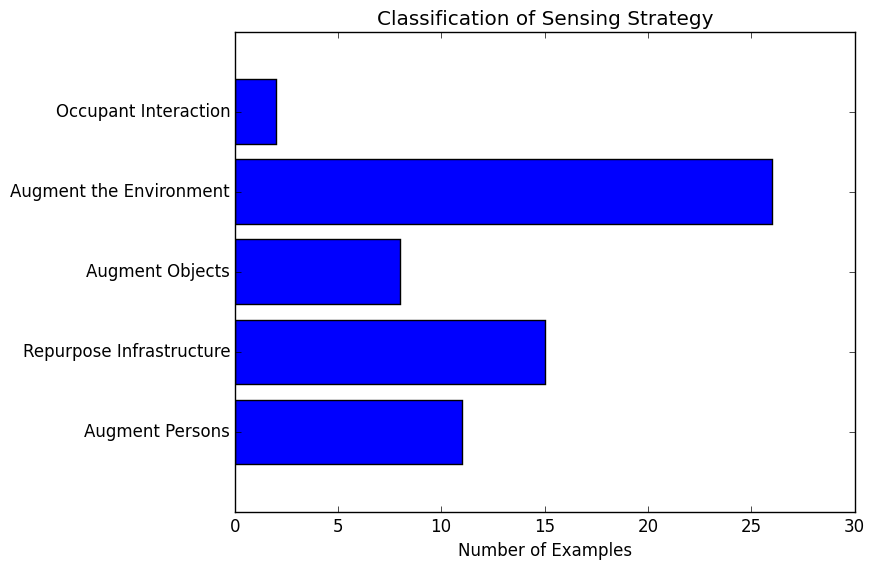 Classification of Sensing Strategy
Occupant Interaction
Augment the Environment
Augment Objects
Repurpose Infrastructure
Augment Persons
0 5 10 15 20 25 30
Number of Examples